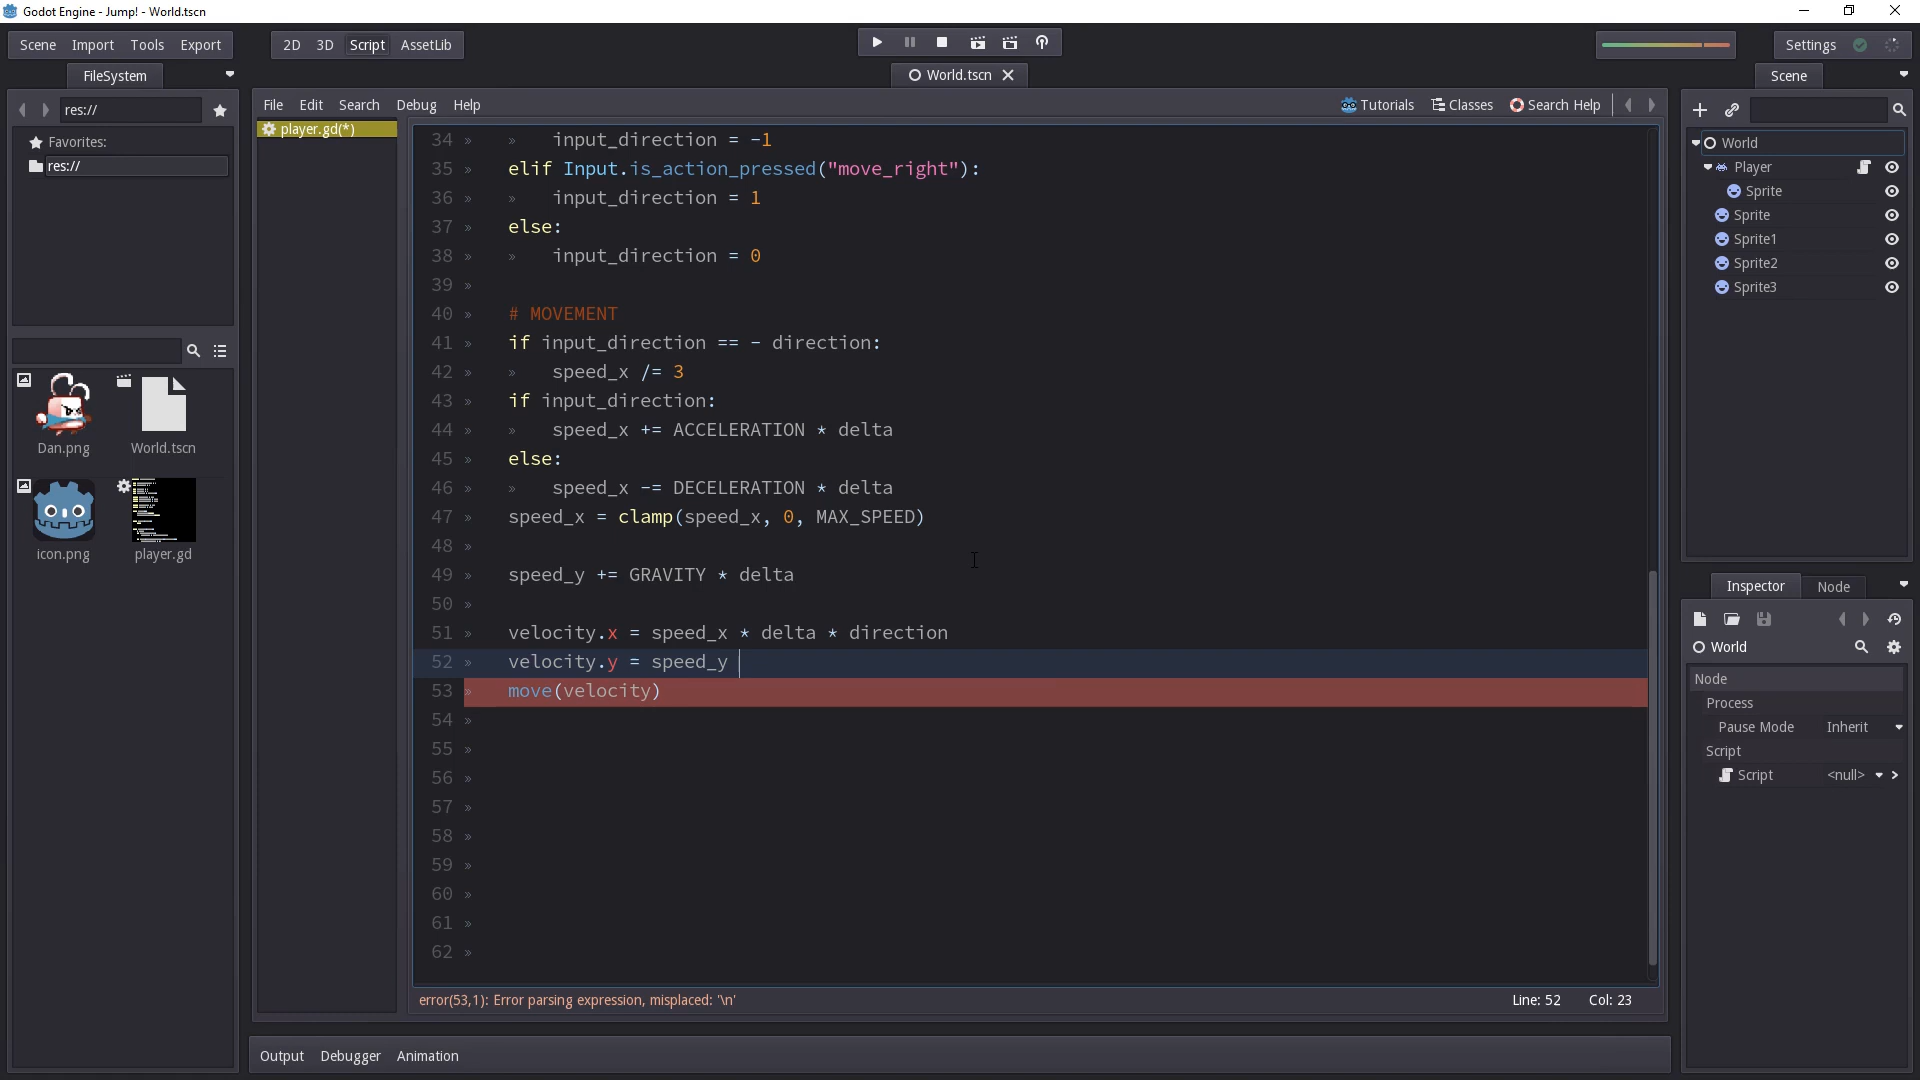 Godot Engine - Jump! - World.tscn
Scene Import Tools Export
2D 3D Script AssetLib
Settings
FileSystem
World.tscn
Scene
res://
File Edit Search Debug Help
Tutorials Classes Search Help
Favorites:
res://
player.gd(*)
Dan.png
World.tscn
icon.png
player.gd
34 » » input_direction = -1
35 » elif Input.is_action_pressed("move_right"):
36 » » input_direction = 1
37 » else:
38 » » input_direction = 0
39 »
40 » # MOVEMENT
41 » if input_direction == - direction:
42 » » speed_x /= 3
43 » if input_direction:
44 » » speed_x += ACCELERATION * delta
45 » else:
46 » » speed_x -= DECELERATION * delta
47 » speed_x = clamp(speed_x, 0, MAX_SPEED)
48 »
49 » speed_y += GRAVITY * delta
50 »
51 » velocity.x = speed_x * delta * direction
52 » velocity.y = speed_y
53 » move(velocity)
54 »
55 »
56 »
57 »
58 »
59 »
60 »
61 »
62 »
error(53,1): Error parsing expression, misplaced: '\n'
Line: 52 Col: 23
Output Debugger Animation
World
Player
Sprite
Sprite
Sprite1
Sprite2
Sprite3
Inspector Node
World
Node
Process
Pause Mode Inherit
Script
Script <null>